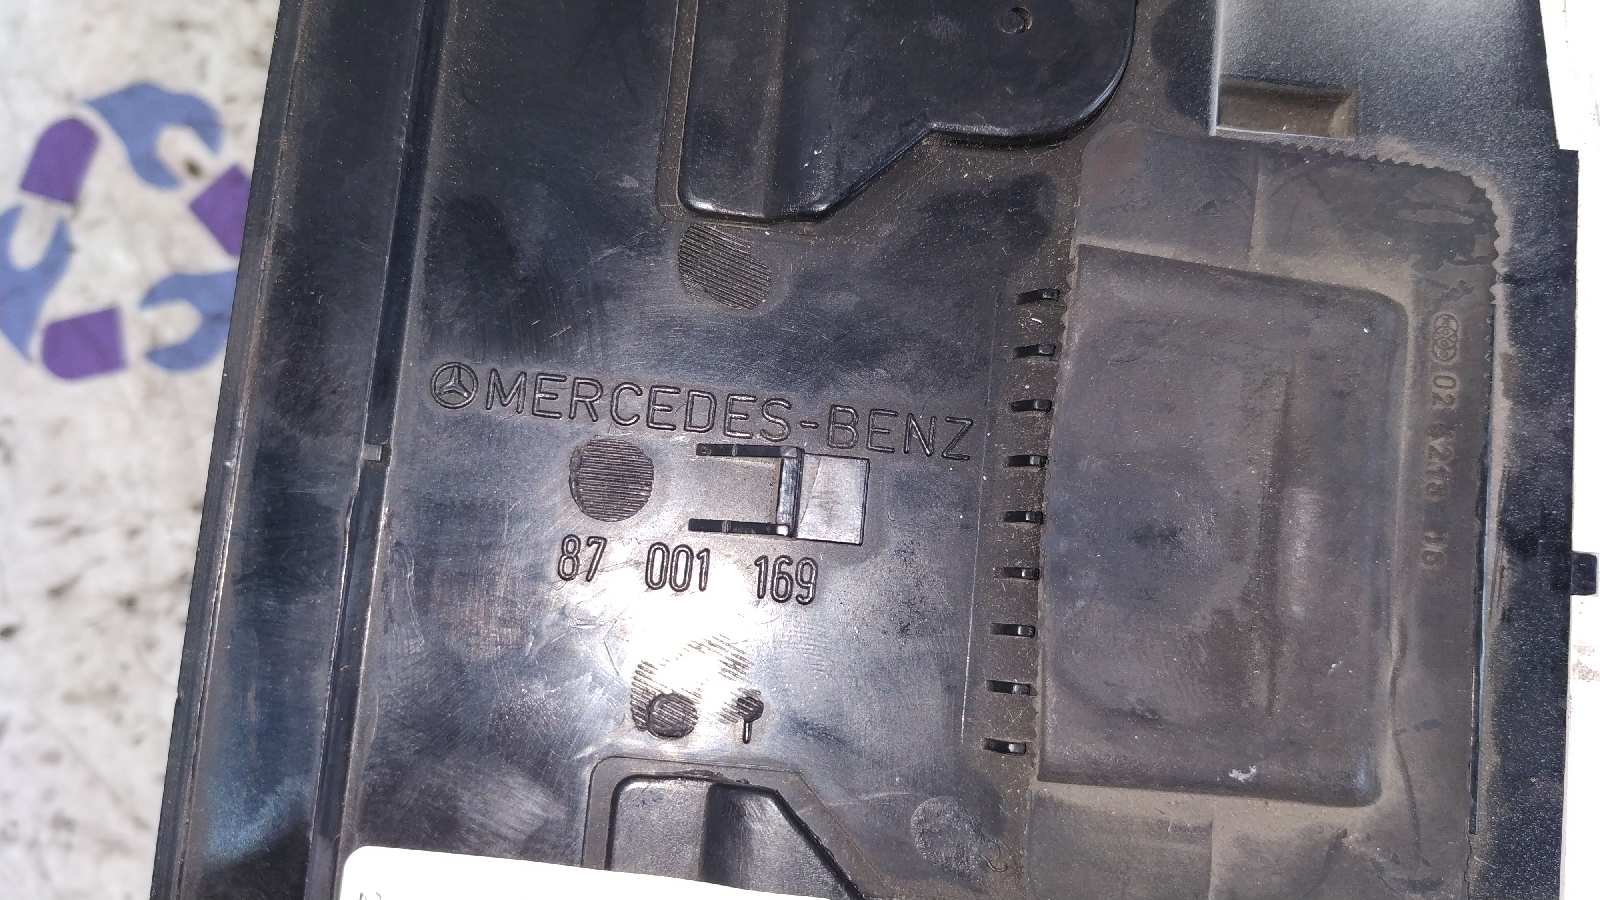 MERCEDES-BENZ
87 001 169